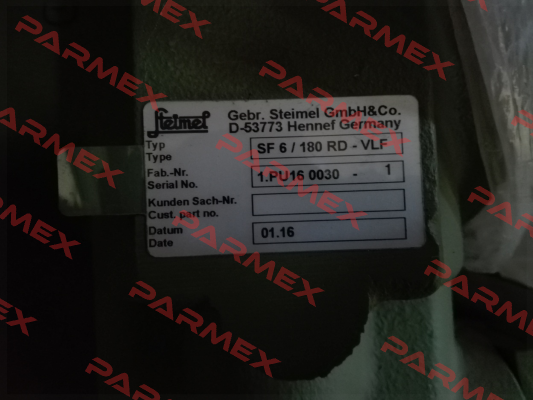 Steimel
Gebr. Steimel GmbH&Co.
D-53773 Hennef Germany
Typ
Type
SF 6 / 180 RD - VLF
Fab.-Nr.
Serial No.
1.PU16 0030 - 1
Kunden Sach-Nr.
Cust. part no.
Datum
Date
01.16
PARMEX
PARMEX
PARMEX
PARMEX
PARMEX
PARMEX
PARMEX
PARMEX
PARMEX